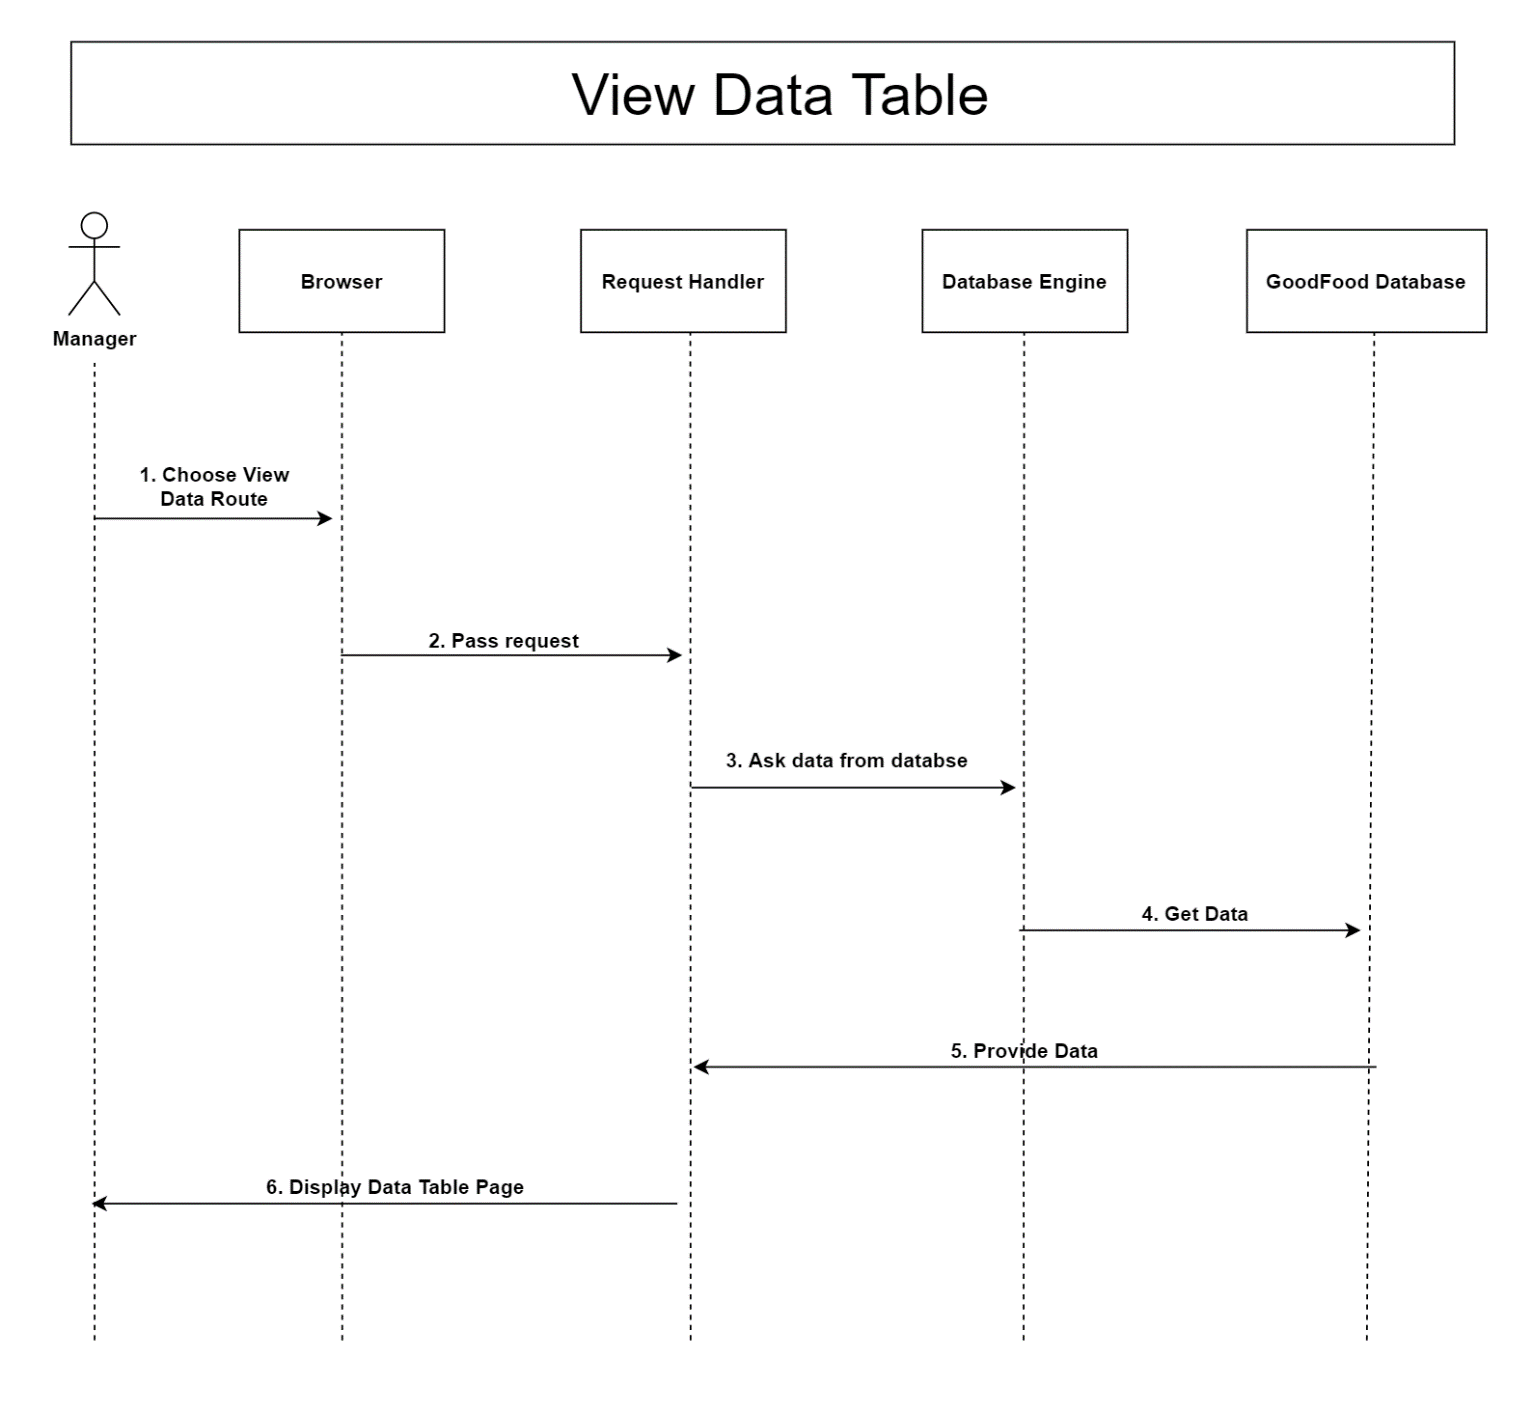 View Data Table
Browser
Request Handler
Database Engine
GoodFood Database
Manager
1. Choose View
Data Route
2. Pass request
3. Ask data from databse
4. Get Data
5. Provide Data
6. Display Data Table Page